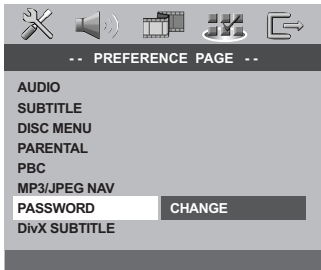 -- PREFERENCE PAGE --
AUDIO
SUBTITLE
DISC MENU
PARENTAL
PBC
MP3/JPEG NAV
PASSWORD CHANGE
DivX SUBTITLE